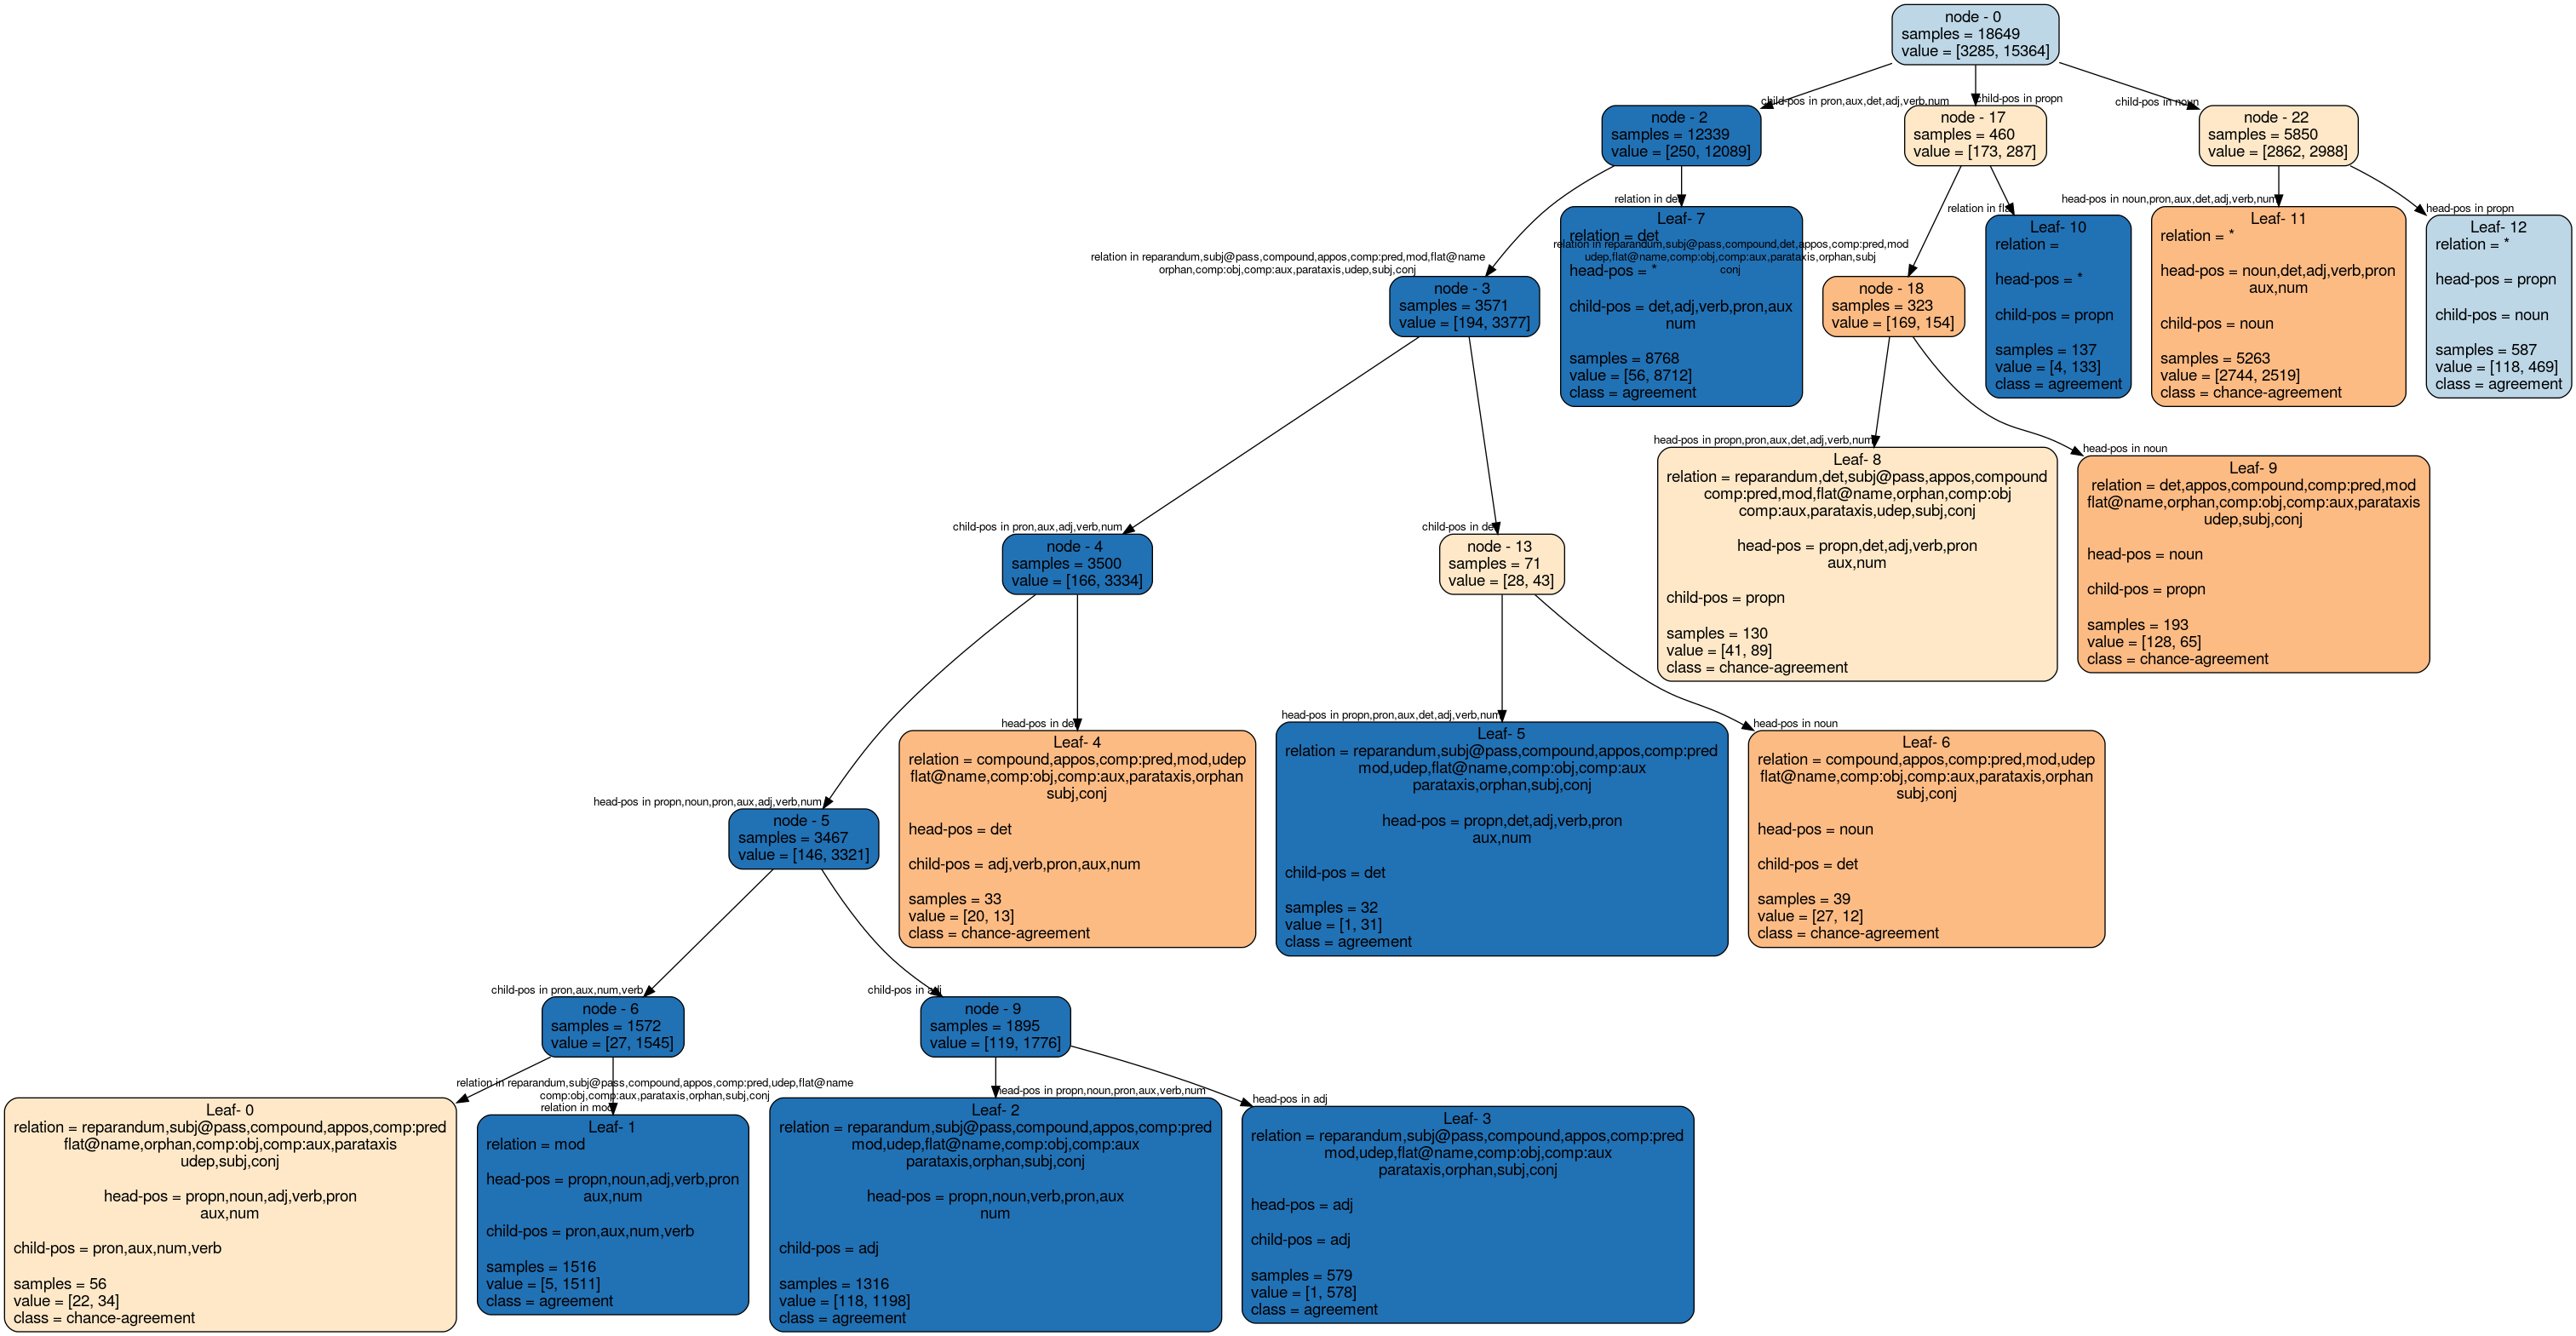 node - 0
samples = 18649
value = [3285, 15364]
child-pos in pron,aux,det,adj,verb,num
child-pos in propn
child-pos in noun
node - 2
samples = 12339
value = [250, 12089]
node - 17
samples = 460
value = [173, 287]
node - 22
samples = 5850
value = [2862, 2988]
relation in reparandum,subj@pass,compound,appos,comp:pred,mod,flat@name
orphan,comp:obj,comp:aux,parataxis,udep,subj,conj
relation in det
relation in reparandum,subj@pass,compound,det,appos,comp:pred,mod
udep,flat@name,comp:obj,comp:aux,parataxis,orphan,subj
conj
relation in fla
head-pos in noun,pron,aux,det,adj,verb,num
head-pos in propn
node - 3
samples = 3571
value = [194, 3377]
Leaf- 7
relation = det
head-pos = *
child-pos = det,adj,verb,pron,aux
num
samples = 8768
value = [56, 8712]
class = agreement
node - 18
samples = 323
value = [169, 154]
Leaf- 10
relation =
head-pos = *
child-pos = propn
samples = 137
value = [4, 133]
class = agreement
Leaf- 11
relation = *
head-pos = noun,det,adj,verb,pron
aux,num
child-pos = noun
samples = 5263
value = [2744, 2519]
class = chance-agreement
Leaf- 12
relation = *
head-pos = propn
child-pos = noun
samples = 587
value = [118, 469]
class = agreement
child-pos in pron,aux,adj,verb,num
child-pos in det
head-pos in propn,pron,aux,det,adj,verb,num
head-pos in noun
node - 4
samples = 3500
value = [166, 3334]
node - 13
samples = 71
value = [28, 43]
Leaf- 8
relation = reparandum,det,subj@pass,appos,compound
comp:pred,mod,flat@name,orphan,comp:obj
comp:aux,parataxis,udep,subj,conj
head-pos = propn,det,adj,verb,pron
aux,num
child-pos = propn
samples = 130
value = [41, 89]
class = chance-agreement
Leaf- 9
relation = det,appos,compound,comp:pred,mod
flat@name,orphan,comp:obj,comp:aux,parataxis
udep,subj,conj
head-pos = noun
child-pos = propn
samples = 193
value = [128, 65]
class = chance-agreement
head-pos in propn,noun,pron,aux,adj,verb,num
head-pos in det
head-pos in propn,pron,aux,det,adj,verb,num
head-pos in noun
node - 5
samples = 3467
value = [146, 3321]
Leaf- 4
relation = compound,appos,comp:pred,mod,udep
flat@name,comp:obj,comp:aux,parataxis,orphan
subj,conj
head-pos = det
child-pos = adj,verb,pron,aux,num
samples = 33
value = [20, 13]
class = chance-agreement
Leaf- 5
relation = reparandum,subj@pass,compound,appos,comp:pred
mod,udep,flat@name,comp:obj,comp:aux
parataxis,orphan,subj,conj
head-pos = propn,det,adj,verb,pron
aux,num
child-pos = det
samples = 32
value = [1, 31]
class = agreement
Leaf- 6
relation = compound,appos,comp:pred,mod,udep
flat@name,comp:obj,comp:aux,parataxis,orphan
subj,conj
head-pos = noun
child-pos = det
samples = 39
value = [27, 12]
class = chance-agreement
child-pos in pron,aux,num,verb
child-pos in adj
node - 6
samples = 1572
value = [27, 1545]
node - 9
samples = 1895
value = [119, 1776]
relation in reparandum,subj@pass,compound,appos,comp:pred,udep,flat@name
comp:obj,comp:aux,parataxis,orphan,subj,conj
relation in mod
head-pos in propn,noun,pron,aux,verb,num
head-pos in adj
Leaf- 0
relation = reparandum,subj@pass,compound,appos,comp:pred
flat@name,orphan,comp:obj,comp:aux,parataxis
udep,subj,conj
head-pos = propn,noun,adj,verb,pron
aux,num
child-pos = pron,aux,num,verb
samples = 56
value = [22, 34]
class = chance-agreement
Leaf- 1
relation = mod
head-pos = propn,noun,adj,verb,pron
aux,num
child-pos = pron,aux,num,verb
samples = 1516
value = [5, 1511]
class = agreement
Leaf- 2
relation = reparandum,subj@pass,compound,appos,comp:pred
mod,udep,flat@name,comp:obj,comp:aux
parataxis,orphan,subj,conj
head-pos = propn,noun,verb,pron,aux
num
child-pos = adj
samples = 1316
value = [118, 1198]
class = agreement
Leaf- 3
relation = reparandum,subj@pass,compound,appos,comp:pred
mod,udep,flat@name,comp:obj,comp:aux
parataxis,orphan,subj,conj
head-pos = adj
child-pos = adj
samples = 579
value = [1, 578]
class = agreement